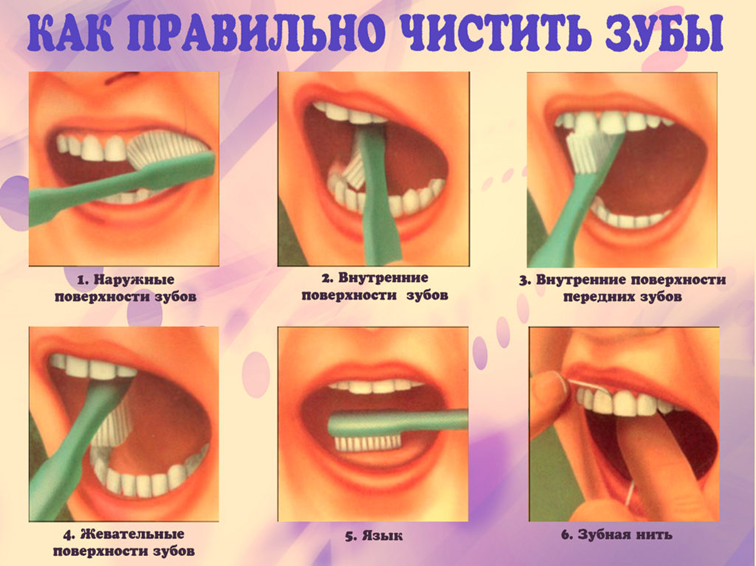 КАК ПРАВИЛЬНО ЧИСТИТЬ ЗУБЫ
1. Наружные
поверхности зубов
2. Внутренние
поверхности зубов
3. Внутренние поверхности
передних зубов
4. Жевательные
поверхности зубов
5. Язык
6. Зубная нить